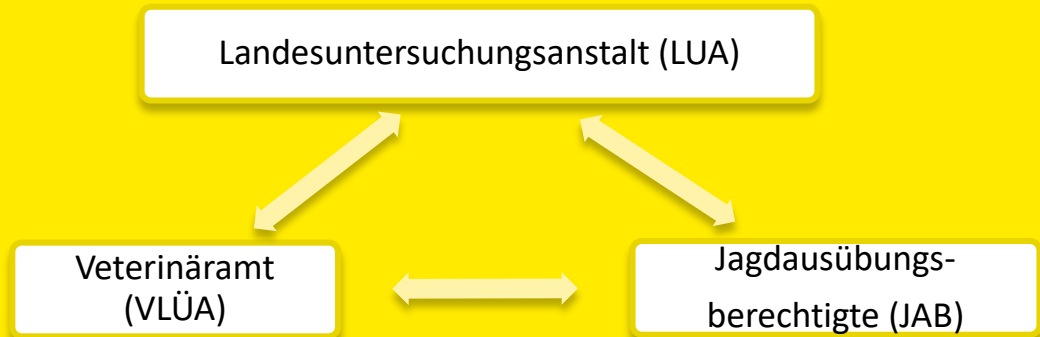 Landesuntersuchungsanstalt (LUA)
Veterinäramt
(VLÜA)
Jagdausübungs-
berechtigte (JAB)